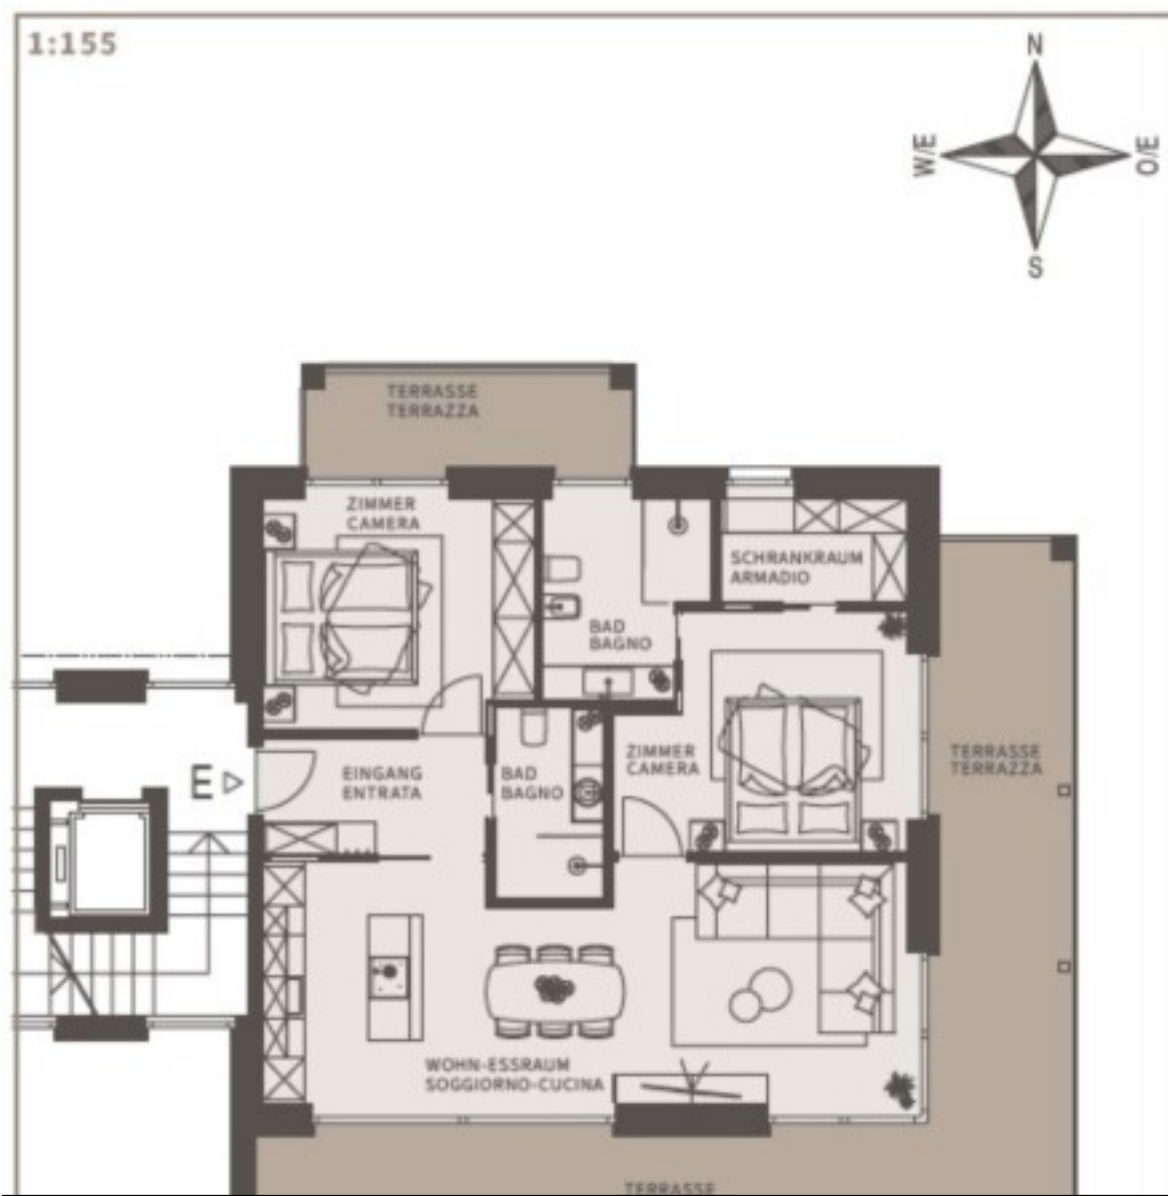 1:155
N
W/E
O/E
S
TERRASSE
TERRAZZA
ZIMMER
CAMERA
SCHRANKRAUM
ARMADIO
BAD
BAGNO
ZIMMER
CAMERA
TERRASSE
TERRAZZA
E
EINGANG
ENTRATA
BAD
BAGNO
WOHN-ESSRAUM
SOGGIORNO-CUCINA
TERRASSE